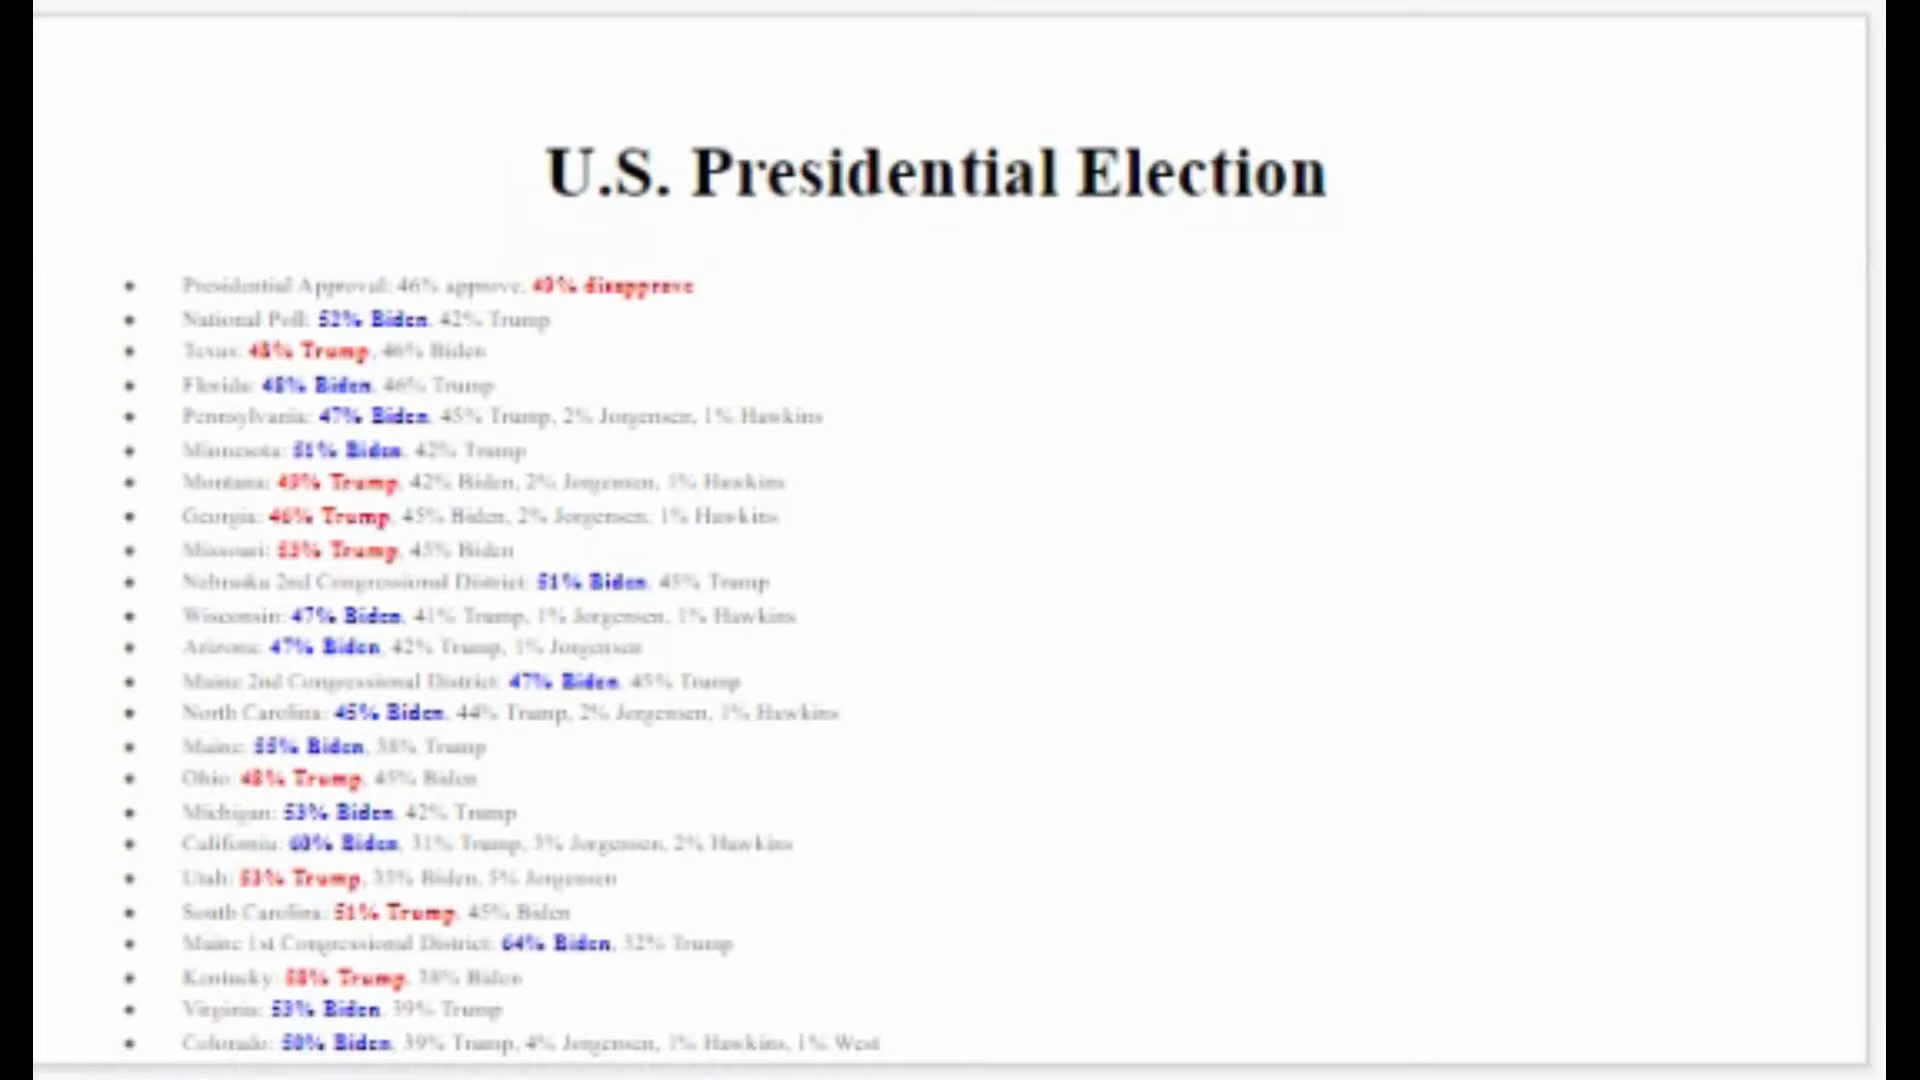 U.S. Presidential Election
• Presidential Approval: 46% approve, 49% disapprove
• National Poll: 52% Biden, 42% Trump
• Texas: 48% Trump, 46% Biden
• Florida: 48% Biden, 46% Trump
• Pennsylvania: 47% Biden, 45% Trump, 2% Jorgensen, 1% Hawkins
• Minnesota: 51% Biden, 42% Trump
• Montana: 49% Trump, 42% Biden, 2% Jorgensen, 1% Hawkins
• Georgia: 46% Trump, 45% Biden, 2% Jorgensen, 1% Hawkins
• Missouri: Trump, Biden
• Nebraska 2nd Congressional District: 51% Biden, 45% Trump
• Wisconsin: 47% Biden, 41% Trump, 1% Jorgensen, 1% Hawkins
• Arizona: 47% Biden, 42% Trump, 1% Jorgensen
• Maine 2nd Congressional District: 47% Biden, 45% Trump
• North Carolina: 45% Biden, 44% Trump, 2% Jorgensen, 1% Hawkins
• Maine: 55% Biden, 38% Trump
• Ohio: 48% Trump, 45% Biden
• Michigan: 53% Biden, 42% Trump
• California: 60% Biden, 31% Trump, 3% Jorgensen, 2% Hawkins
• Utah: Trump, Biden, 5% Jorgensen
• South Carolina: 51% Trump, 45% Biden
• Maine 1st Congressional District: 64% Biden, 32% Trump
• Kentucky: 58% Trump, 38% Biden
• Virginia: 53% Biden, 39% Trump
• Colorado: 50% Biden, 39% Trump, 4% Jorgensen, 1% Hawkins, 1% West